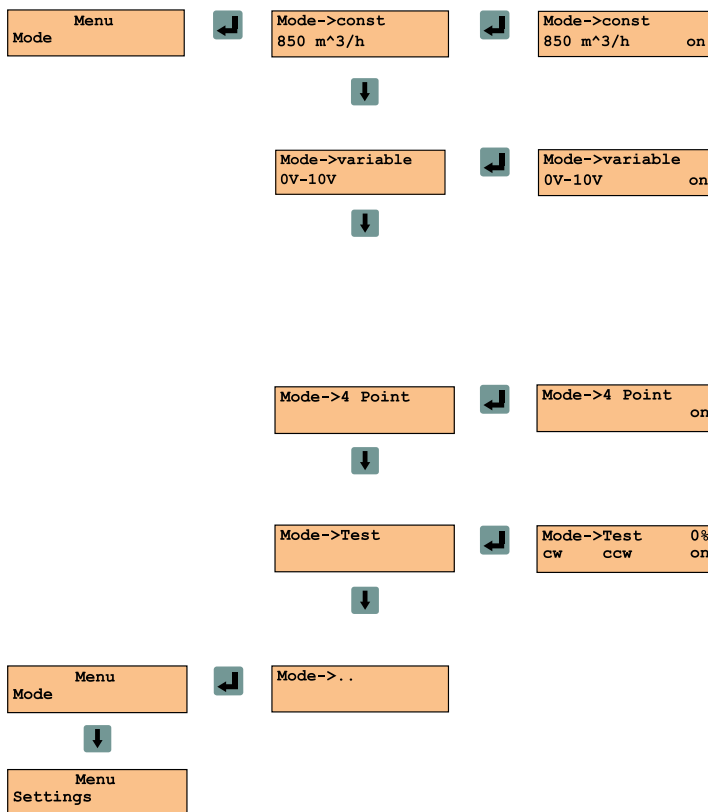 Menu
Mode
Mode->const
850 m^3/h
Mode->const
850 m^3/h on
Mode->variable
0V-10V
Mode->variable
0V-10V on
Mode->4 Point
Mode->4 Point
on
Mode->Test
Mode->Test 0%
cw ccw on
Menu
Mode
Mode->..
Menu
Settings